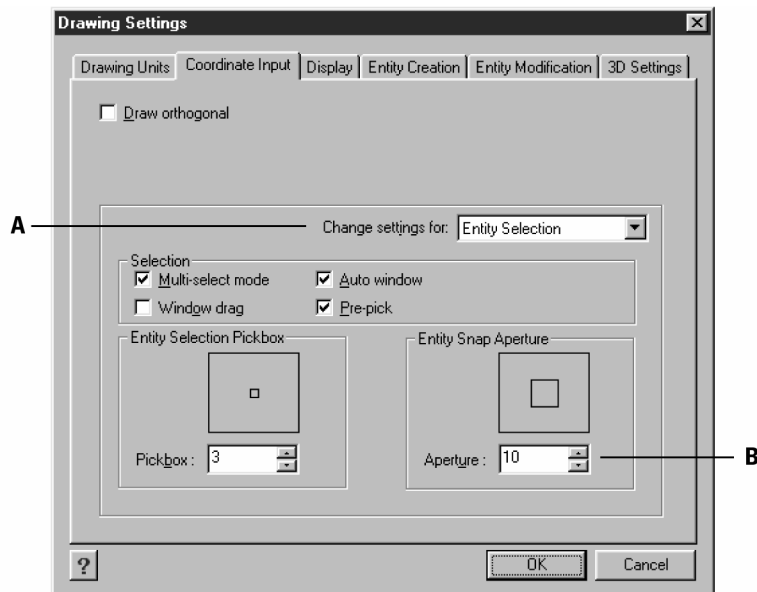 Drawing Settings
Drawing Units Coordinate Input Display Entity Creation Entity Modification 3D Settings
Draw orthogonal
A
Change settings for: Entity Selection
Selection
Multi-select mode Auto window
Window drag Pre-pick
Entity Selection Pickbox Entity Snap Aperture
Pickbox : 3 Aperture : 10
B
? OK Cancel